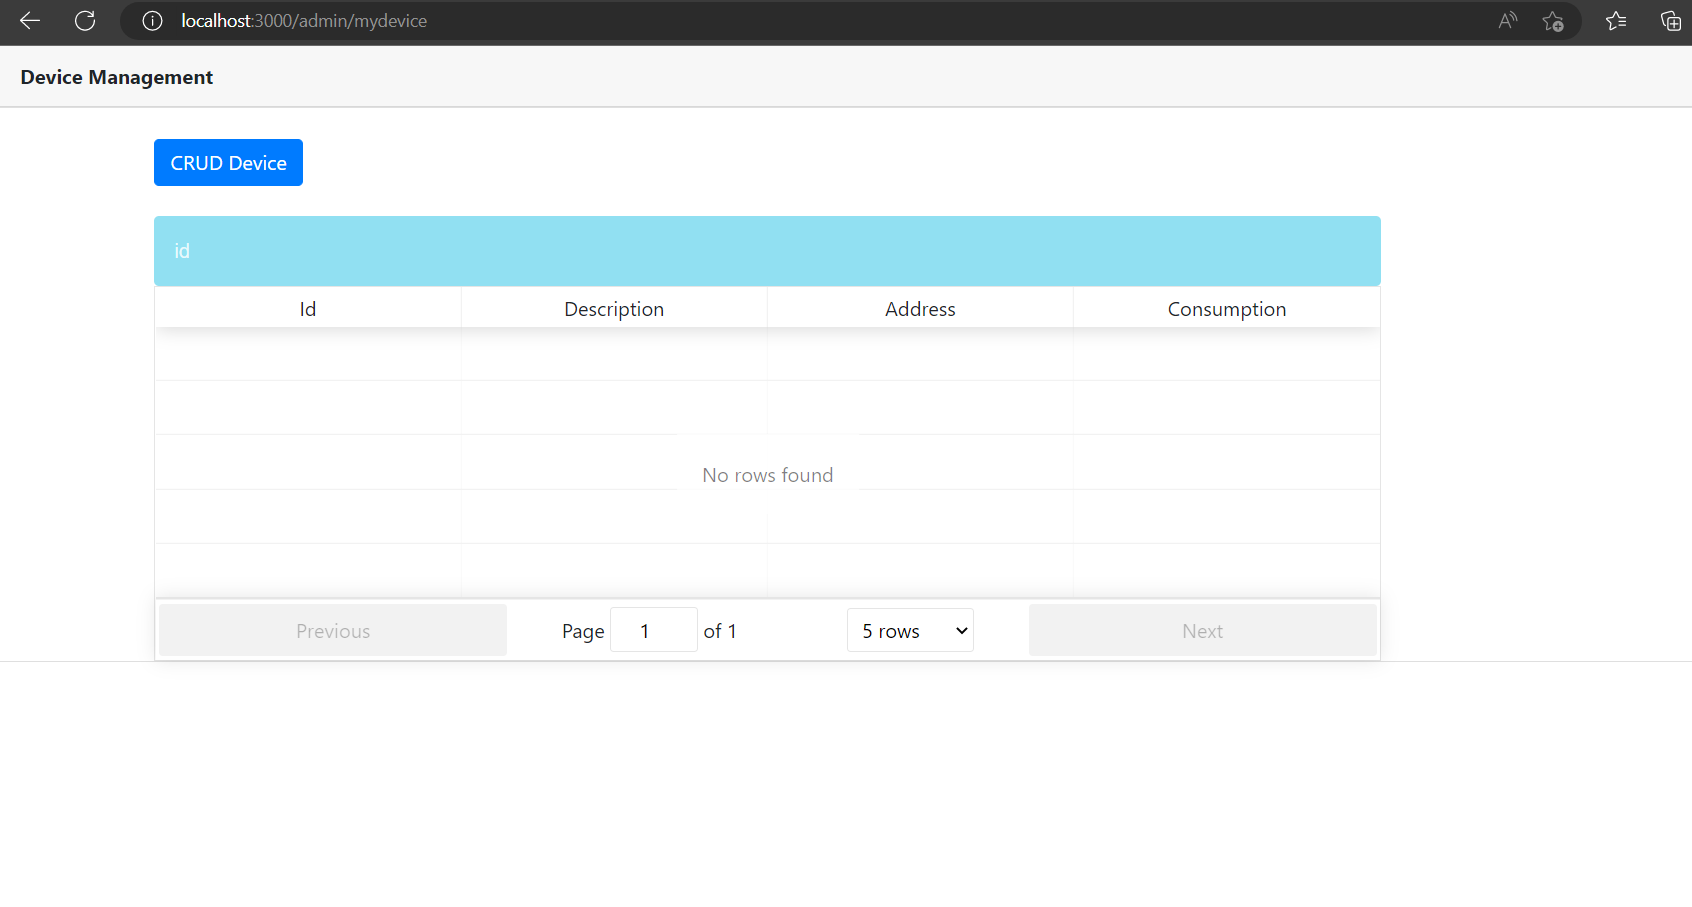 localhost:3000/admin/mydevice
Device Management
CRUD Device
id
Id Description Address Consumption
No rows found
Previous Page 1 of 1 5 rows Next